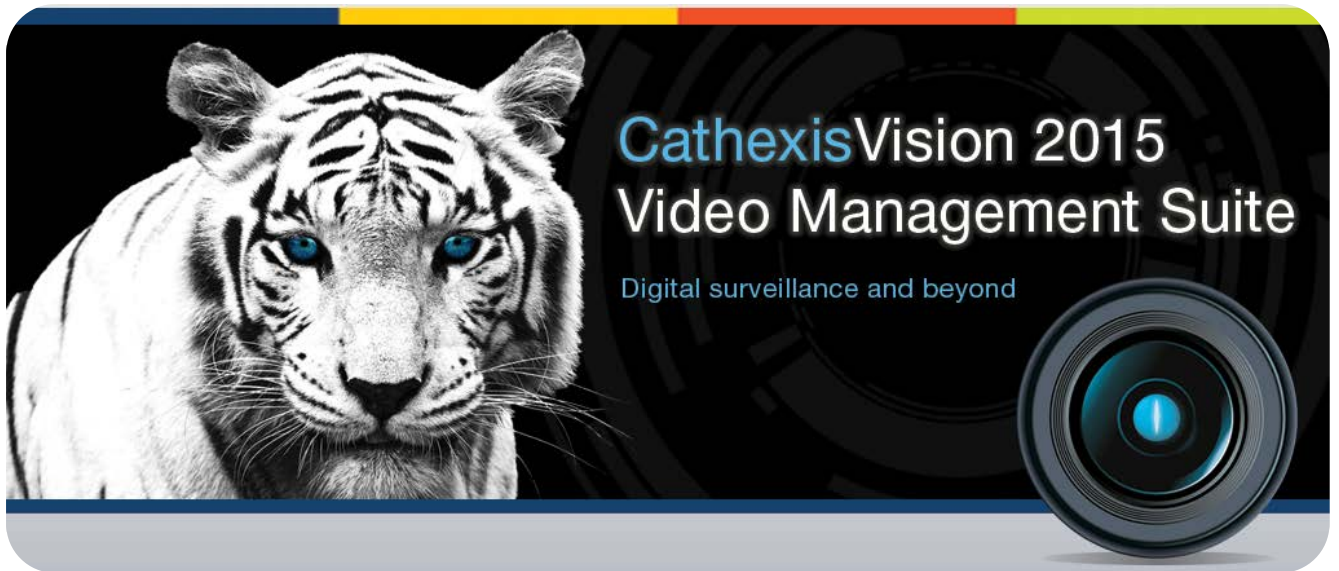 CathexisVision 2015
Video Management Suite
Digital surveillance and beyond